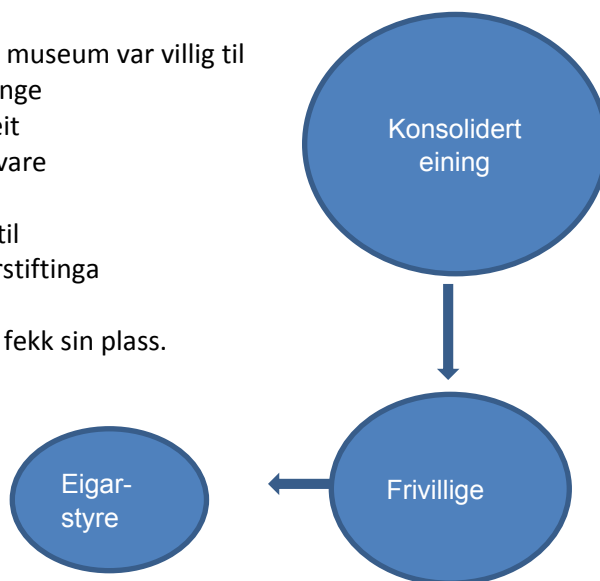 museum var villig til
nge
eit
vare
til
rstiftinga
fekk sin plass.
Konsolidert
eining
Eigar-
styre
Frivillige